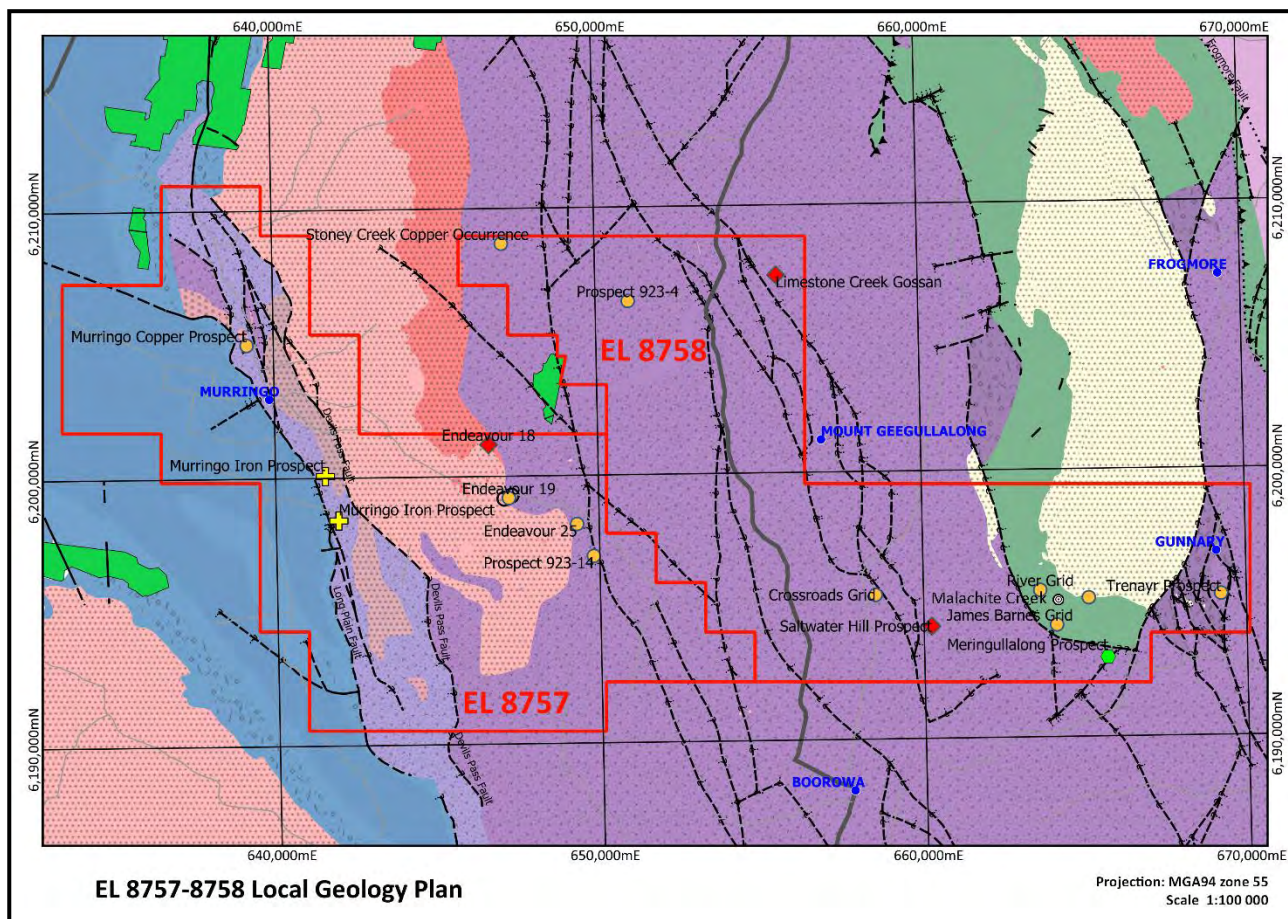 640,000mE
650,000mE
660,000mE
670,000mE
Frogmore Fault
6,210,000mN
6,210,000mN
Stoney Creek Copper Occurrence
FROGMORE
Limestone Creek Gossan
Prospect 923-4
Murringo Copper Prospect
EL 8758
MURRINGO
Devils Pass Fault
MOUNT GEEGULLALONG
Endeavour 18
Murringo Iron Prospect
6,200,000mN
6,200,000mN
Endeavour 19
Murringo Iron Prospect
Endeavour 25
GUNNARY
Prospect 923-14
River Grid
Trenayr Prospect
Crossroads Grid
Malachite Creek
Long Plain Fault
Devils Pass Fault
James Barnes Grid
Saltwater Hill Prospect
Meringullalong Prospect
EL 8757
Devils Pass Fault
6,190,000mN
6,190,000mN
BOOROWA
640,000mE
650,000mE
660,000mE
670,000mE
EL 8757-8758 Local Geology Plan
Projection: MGA94 zone 55
Scale 1:100 000